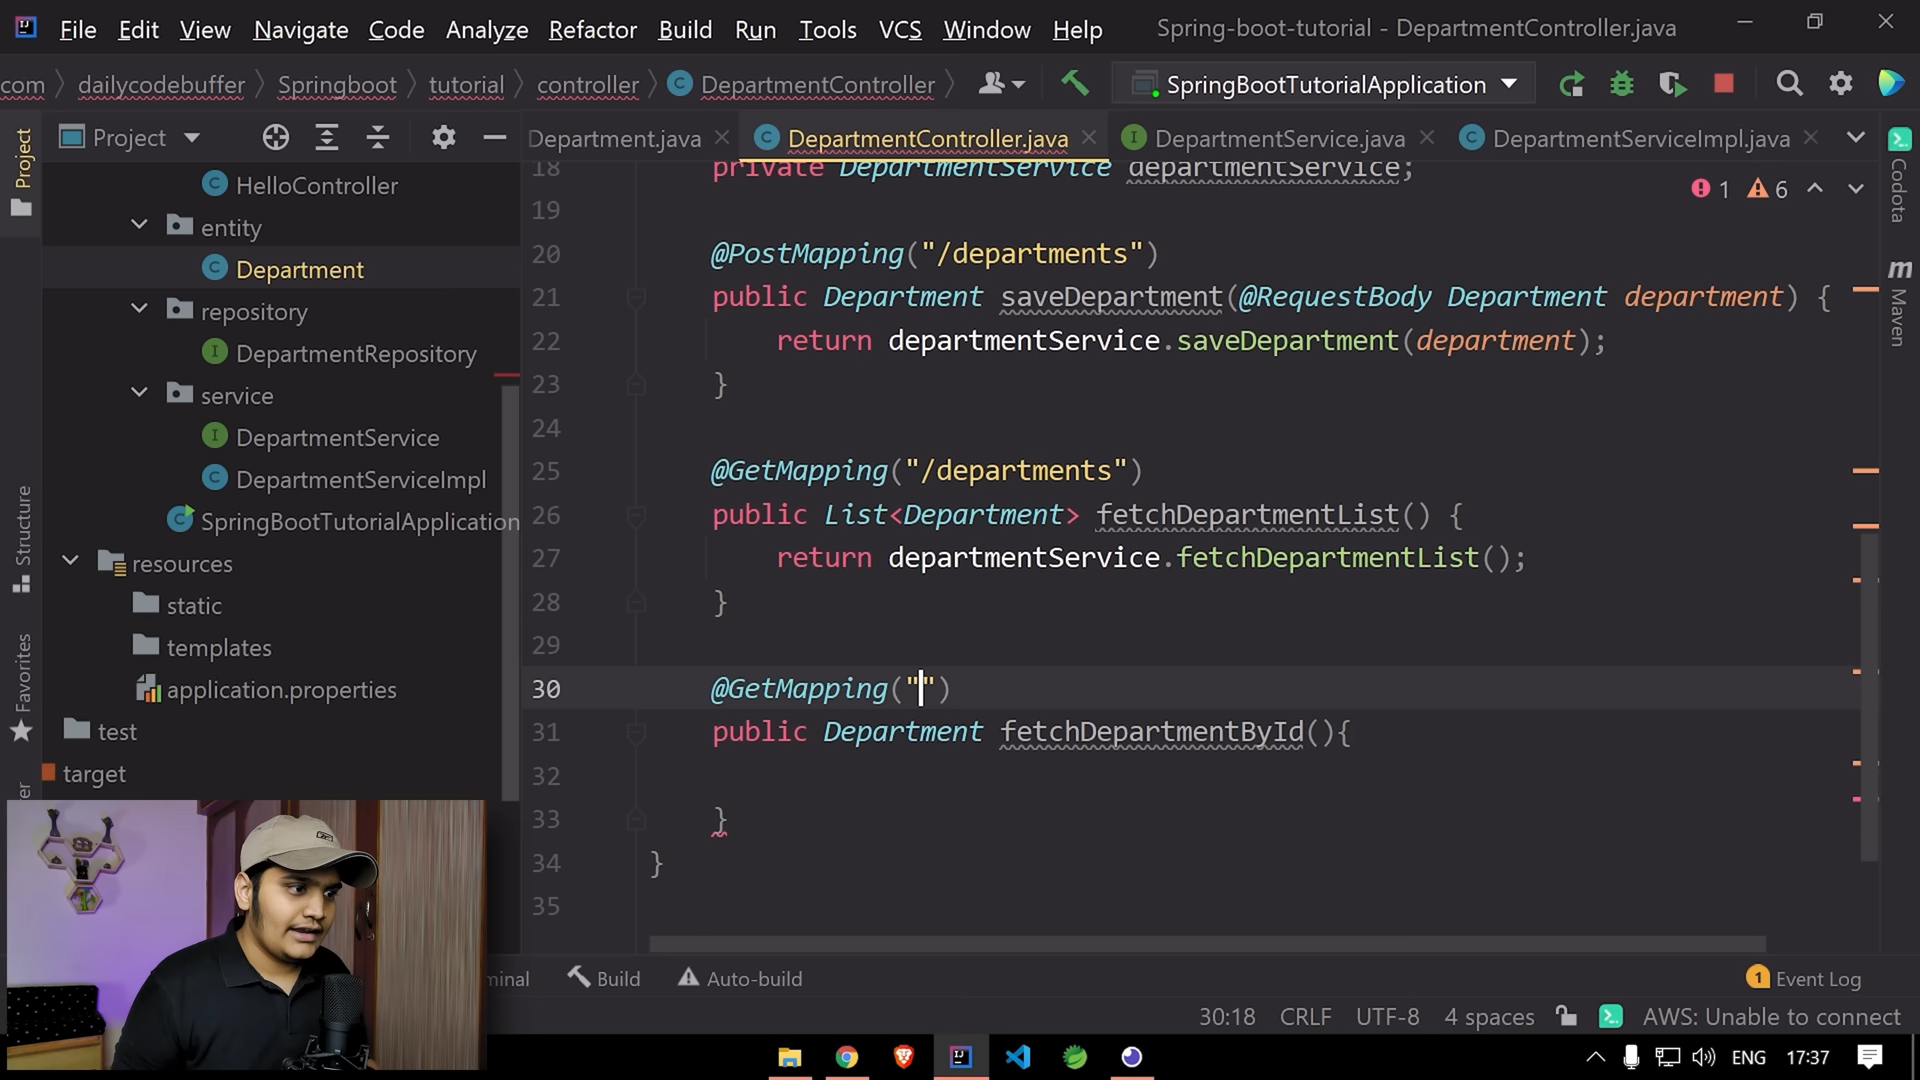 File Edit View Navigate Code Analyze Refactor Build Run Tools VCS Window Help Spring-boot-tutorial - DepartmentController.java
com dailycodebuffer Springboot tutorial controller DepartmentController SpringBootTutorialApplication
Project
Department.java DepartmentController.java DepartmentService.java DepartmentServiceImpl.java
Project
Structure
Favorites
HelloController
entity
Department
repository
DepartmentRepository
service
DepartmentService
DepartmentServiceImpl
SpringBootTutorialApplication
resources
static
templates
application.properties
test
target
1 6
18 private DepartmentService departmentService;
19
20 @PostMapping("/departments")
21 public Department saveDepartment(@RequestBody Department department) {
22 return departmentService.saveDepartment(department);
23 }
24
25 @GetMapping("/departments")
26 public List<Department> fetchDepartmentList() {
27 return departmentService.fetchDepartmentList();
28 }
29
30 @GetMapping("")
31 public Department fetchDepartmentById(){
32
33 }
34 }
35
Codota
m Maven
minal Build Auto-build 1 Event Log
30:18 CRLF UTF-8 4 spaces AWS: Unable to connect
ENG 17:37